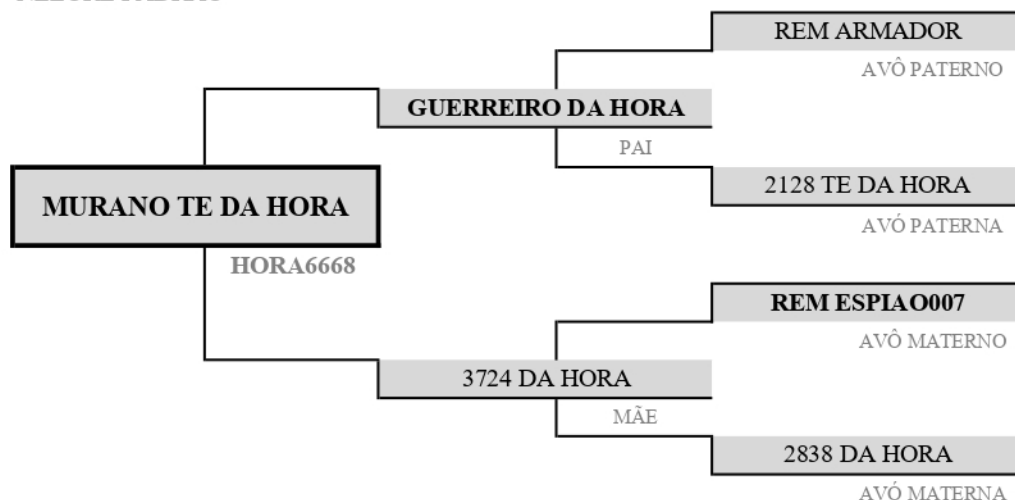 REM ARMADOR
AVÔ PATERNO
GUERREIRO DA HORA
PAI
2128 TE DA HORA
AVÓ PATERNA
MURANO TE DA HORA
HORA6668
REM ESPIAO007
AVÔ MATERNO
3724 DA HORA
MÃE
2838 DA HORA
AVÓ MATERNA